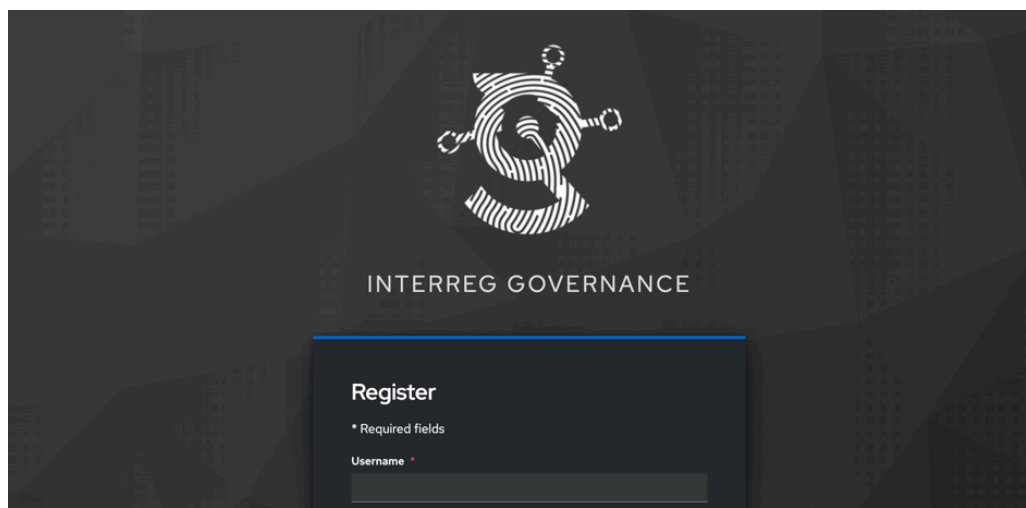 INTERREG GOVERNANCE
Register
* Required fields
Username *